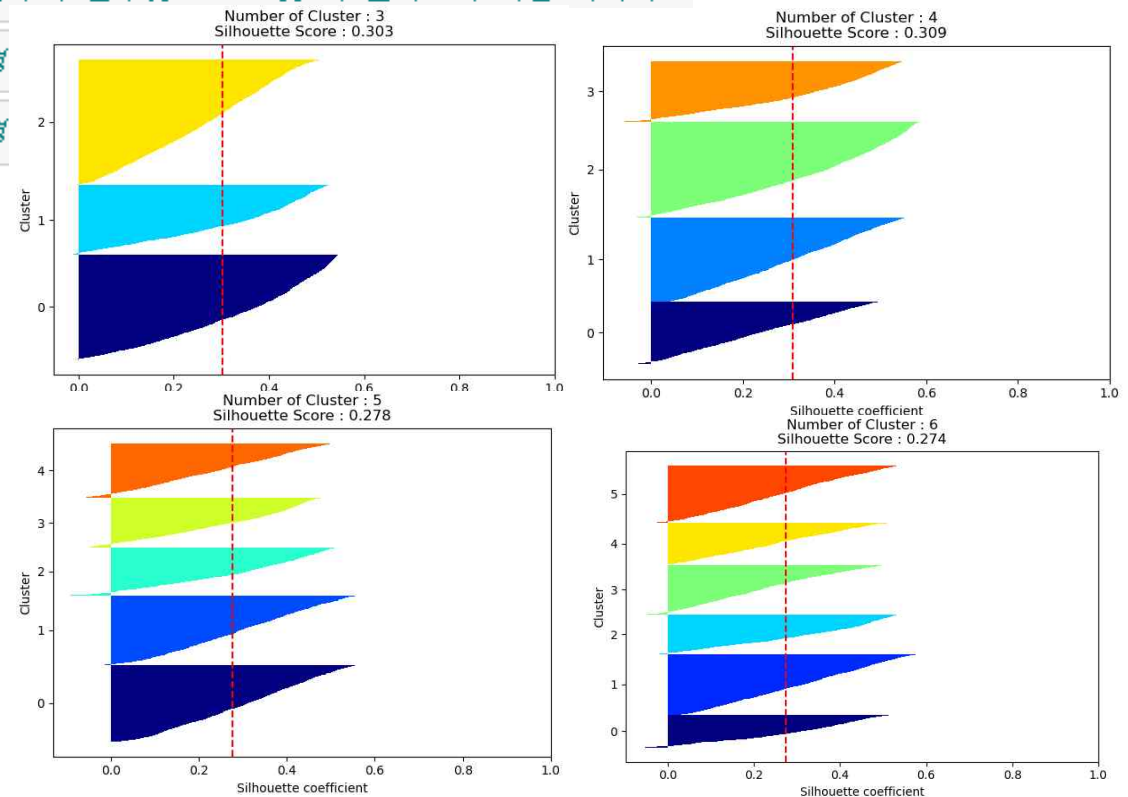 Number of Cluster : 3
Silhouette Score : 0.303
Cluster
2
1
0
0.0 0.2 0.4 0.6 0.8 1.0
Number of Cluster : 4
Silhouette Score : 0.309
Cluster
3
2
1
0
0.0 0.2 0.4 0.6 0.8 1.0
Silhouette coefficient
Number of Cluster : 5
Silhouette Score : 0.278
Cluster
4
3
2
1
0
0.0 0.2 0.4 0.6 0.8 1.0
Silhouette coefficient
Number of Cluster : 6
Silhouette Score : 0.274
Cluster
5
4
3
2
1
0
0.0 0.2 0.4 0.6 0.8 1.0
Silhouette coefficient